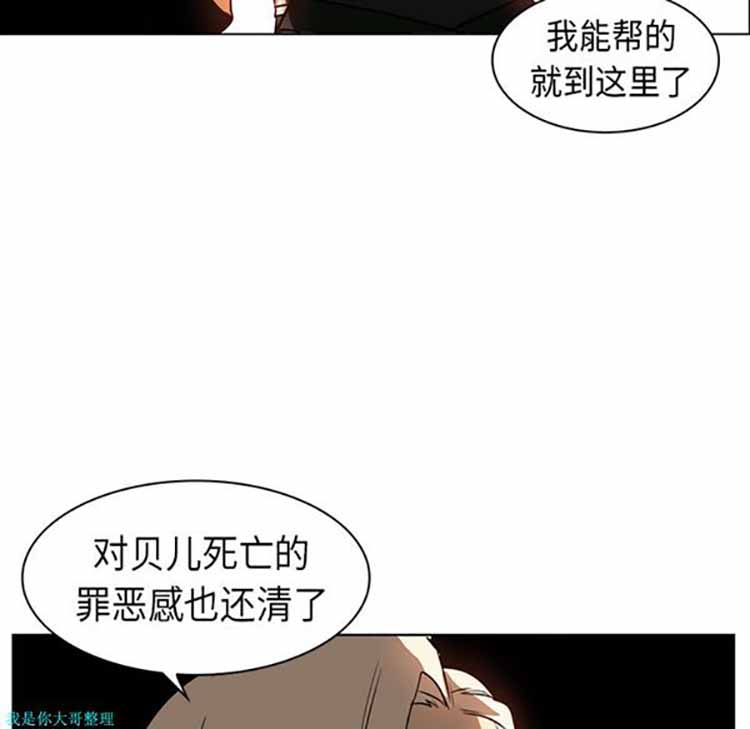 我能帮的
就到这里了
对贝儿死亡的
罪恶感也还清了
我是你大哥整理